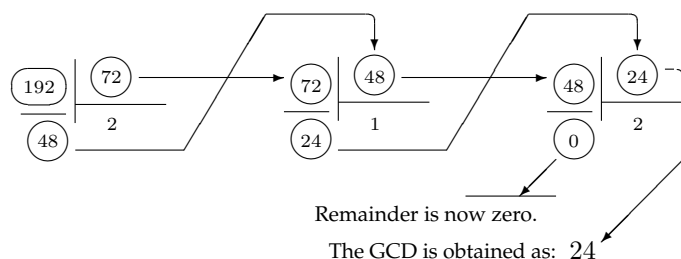 192 72 72 48 48 24
48 2 24 1 0 2
Remainder is now zero.
The GCD is obtained as: 24